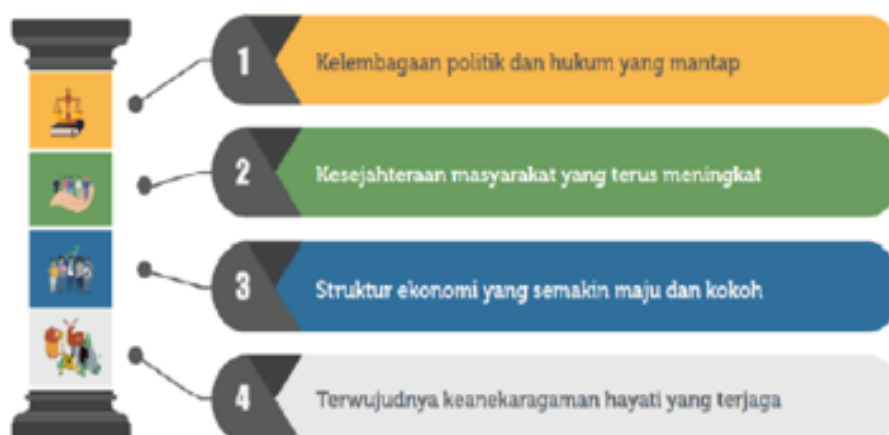 1
Kelembagaan politik dan hukum yang mantap
2
Kesejahteraan masyarakat yang terus meningkat
3
Struktur ekonomi yang semakin maju dan kokoh
4
Terwujudnya keanekaragaman hayati yang terjaga